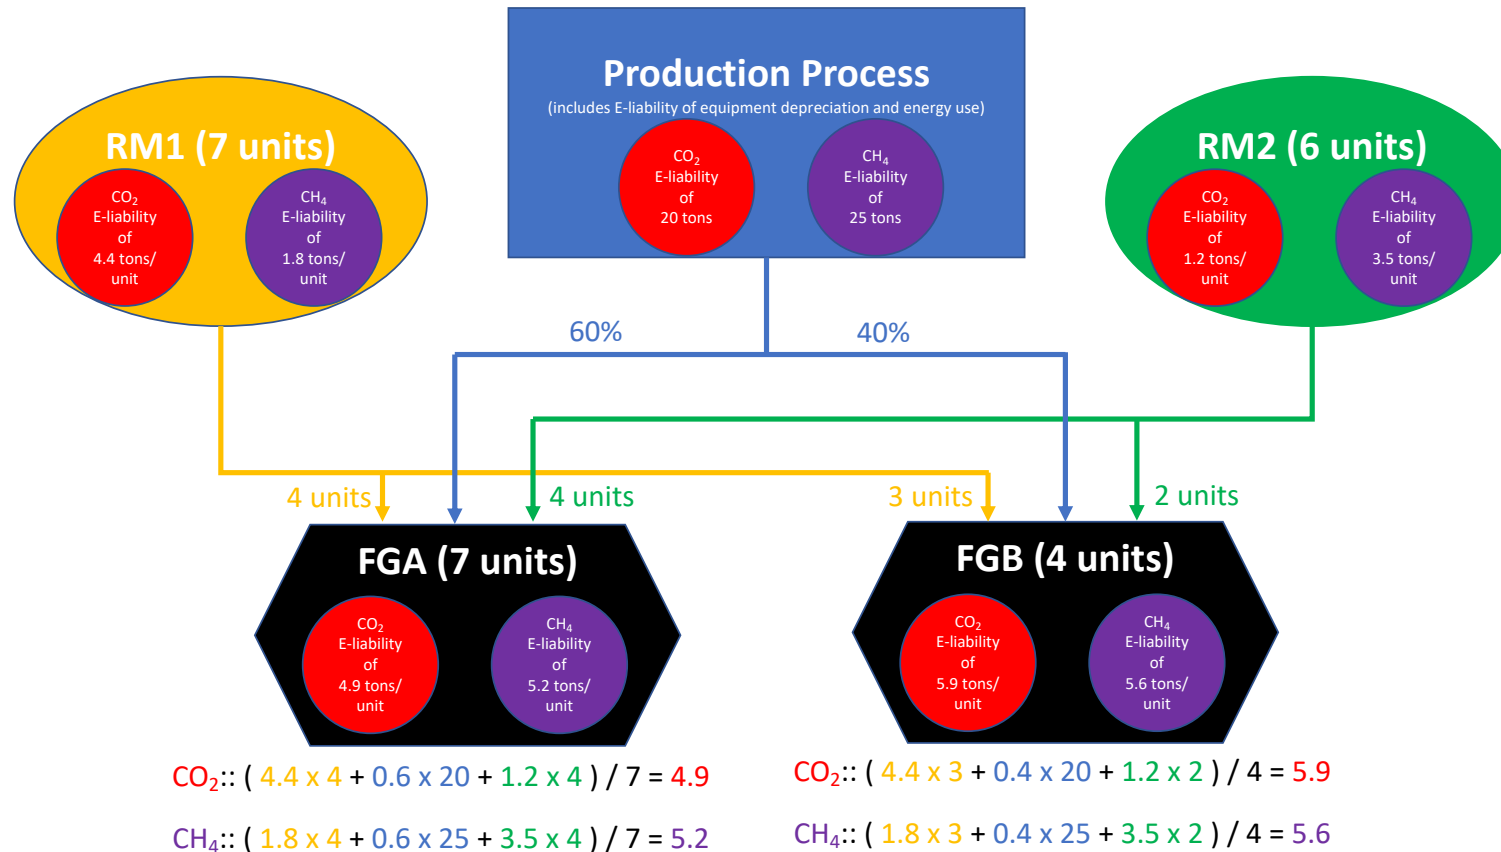 Production Process
(includes E-liability of equipment depreciation and energy use)
CO₂
E-liability
of
20 tons
CH₄
E-liability
of
25 tons
RM1 (7 units)
CO₂
E-liability
of
4.4 tons/
unit
CH₄
E-liability
of
1.8 tons/
unit
RM2 (6 units)
CO₂
E-liability
of
1.2 tons/
unit
CH₄
E-liability
of
3.5 tons/
unit
60%
40%
4 units
4 units
3 units
2 units
FGA (7 units)
CO₂
E-liability
of
4.9 tons/
unit
CH₄
E-liability
of
5.2 tons/
unit
FGB (4 units)
CO₂
E-liability
of
5.9 tons/
unit
CH₄
E-liability
of
5.6 tons/
unit
CO₂:: ( 4.4 x 4 + 0.6 x 20 + 1.2 x 4 ) / 7 = 4.9
CH₄:: ( 1.8 x 4 + 0.6 x 25 + 3.5 x 4 ) / 7 = 5.2
CO₂:: ( 4.4 x 3 + 0.4 x 20 + 1.2 x 2 ) / 4 = 5.9
CH₄:: ( 1.8 x 3 + 0.4 x 25 + 3.5 x 2 ) / 4 = 5.6